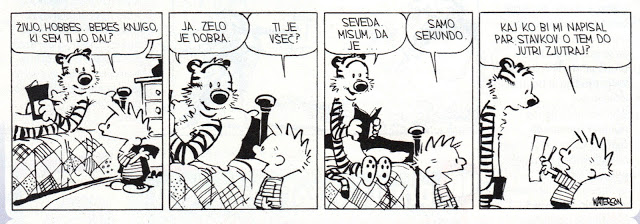 ŽIVJO, HOBBES. BEREŠ KNJIGO,
KI SEM TI JO DAL?
JA. ZELO
JE DOBRA.
TI JE
VŠEČ?
SEVEDA.
MISLIM, DA
JE ...
SAMO
SEKUNDO.
KAJ KO BI MI NAPISAL
PAR STAVKOV O TEM DO
JUTRI ZJUTRAJ?
WATTERSON